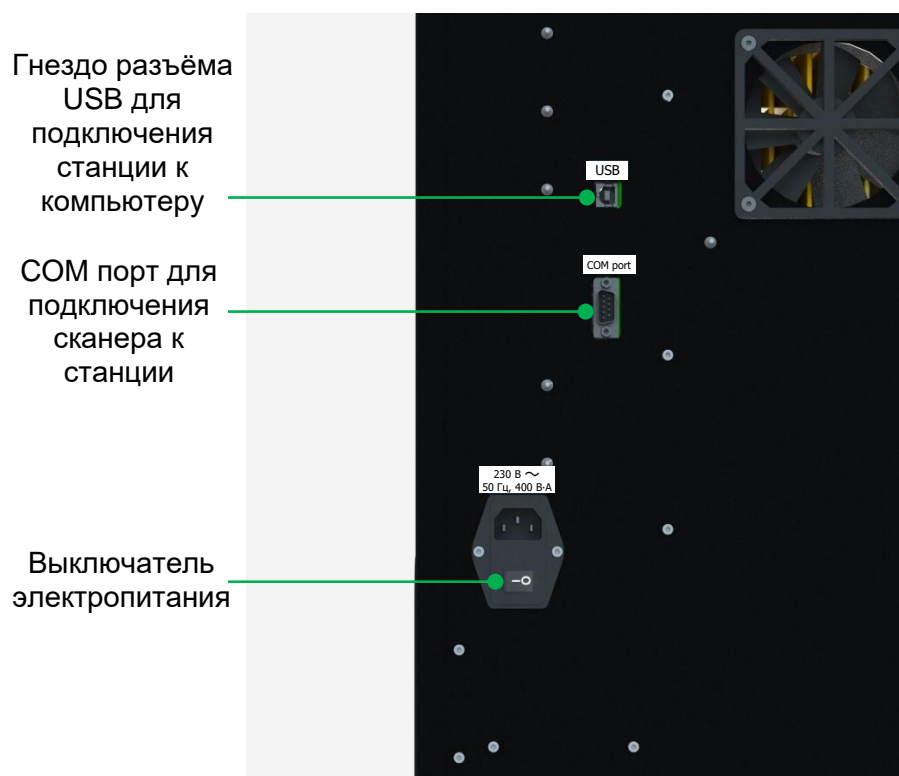 Гнездо разъёма
USB для
подключения
станции к
компьютеру
USB
COM порт для
подключения
сканера к
станции
COM port
230 В ~
50 Гц, 400 В·А
Выключатель
электропитания